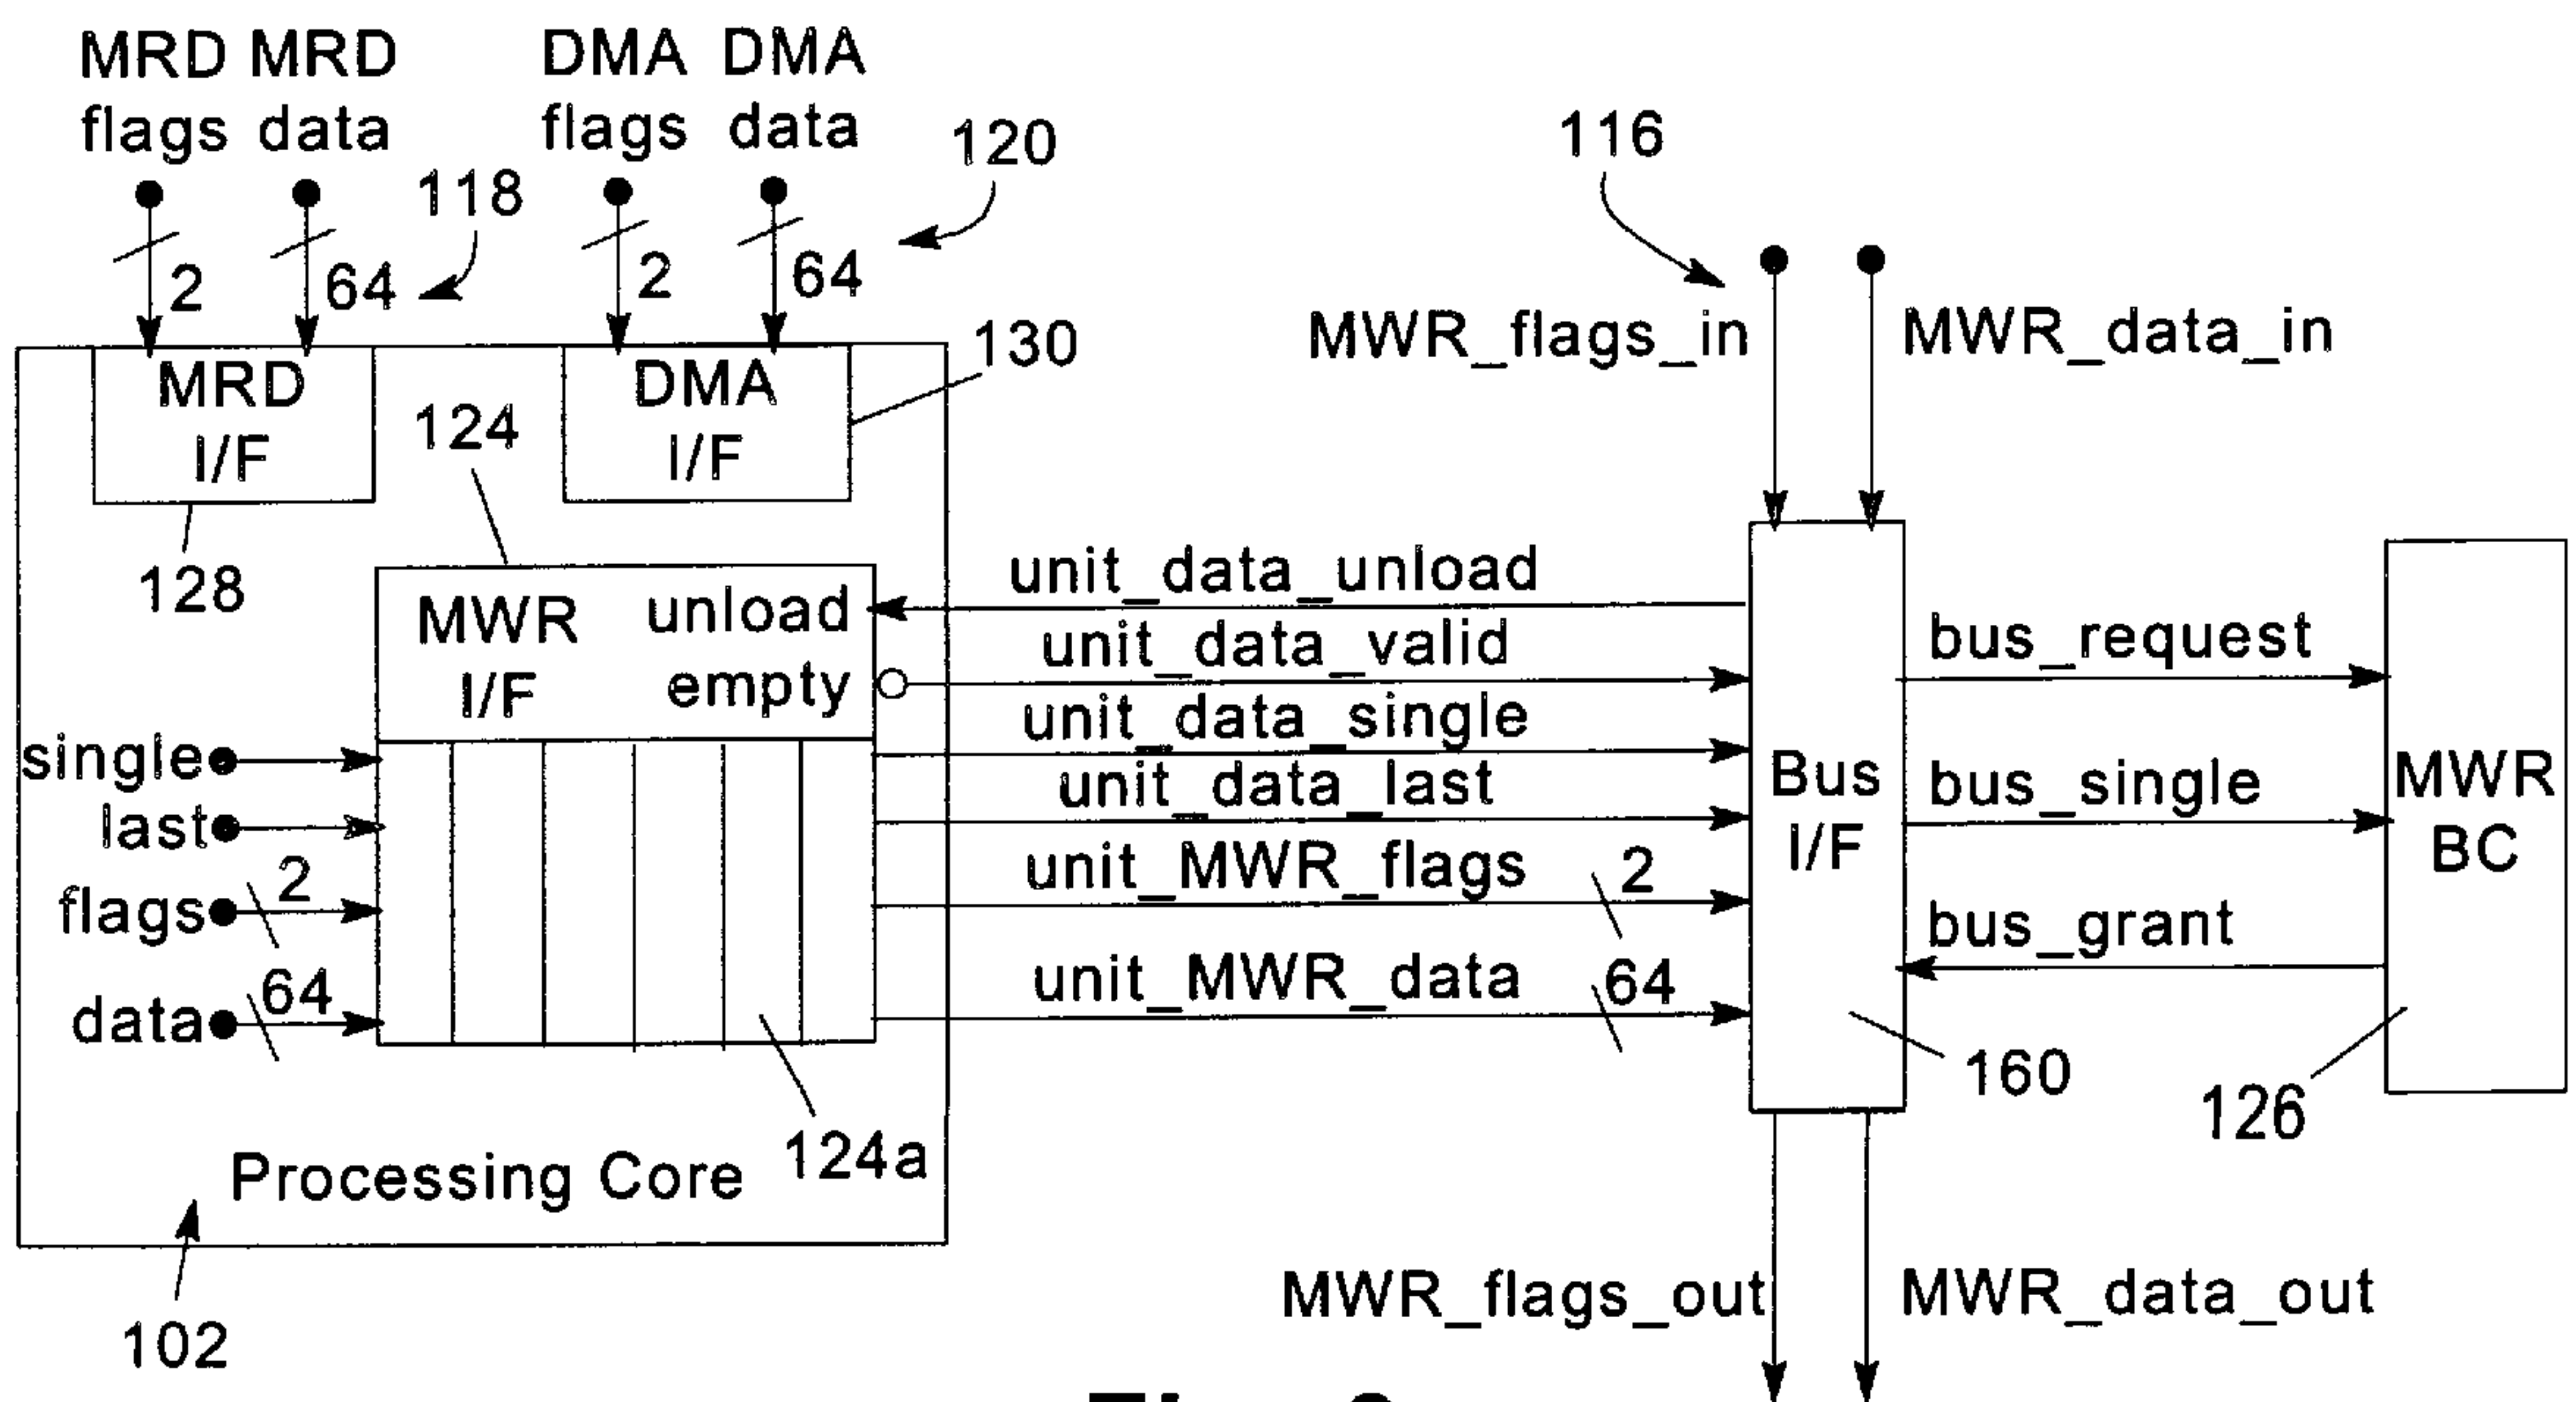 MRD MRD DMA DMA
flags data flags data
118 120 116
2 64 2 64
MWR_flags_in MWR_data_in
MRD
I/F
DMA
I/F
130
124
128
MWR
I/F
unload
empty
single
last
flags 2
data 64
124a
Processing Core
102
unit_data_unload
unit_data_valid
unit_data_single
unit_data_last
unit_MWR_flags 2
unit_MWR_data 64
Bus
I/F
160
bus_request
bus_single
bus_grant
MWR
BC
126
MWR_flags_out MWR_data_out